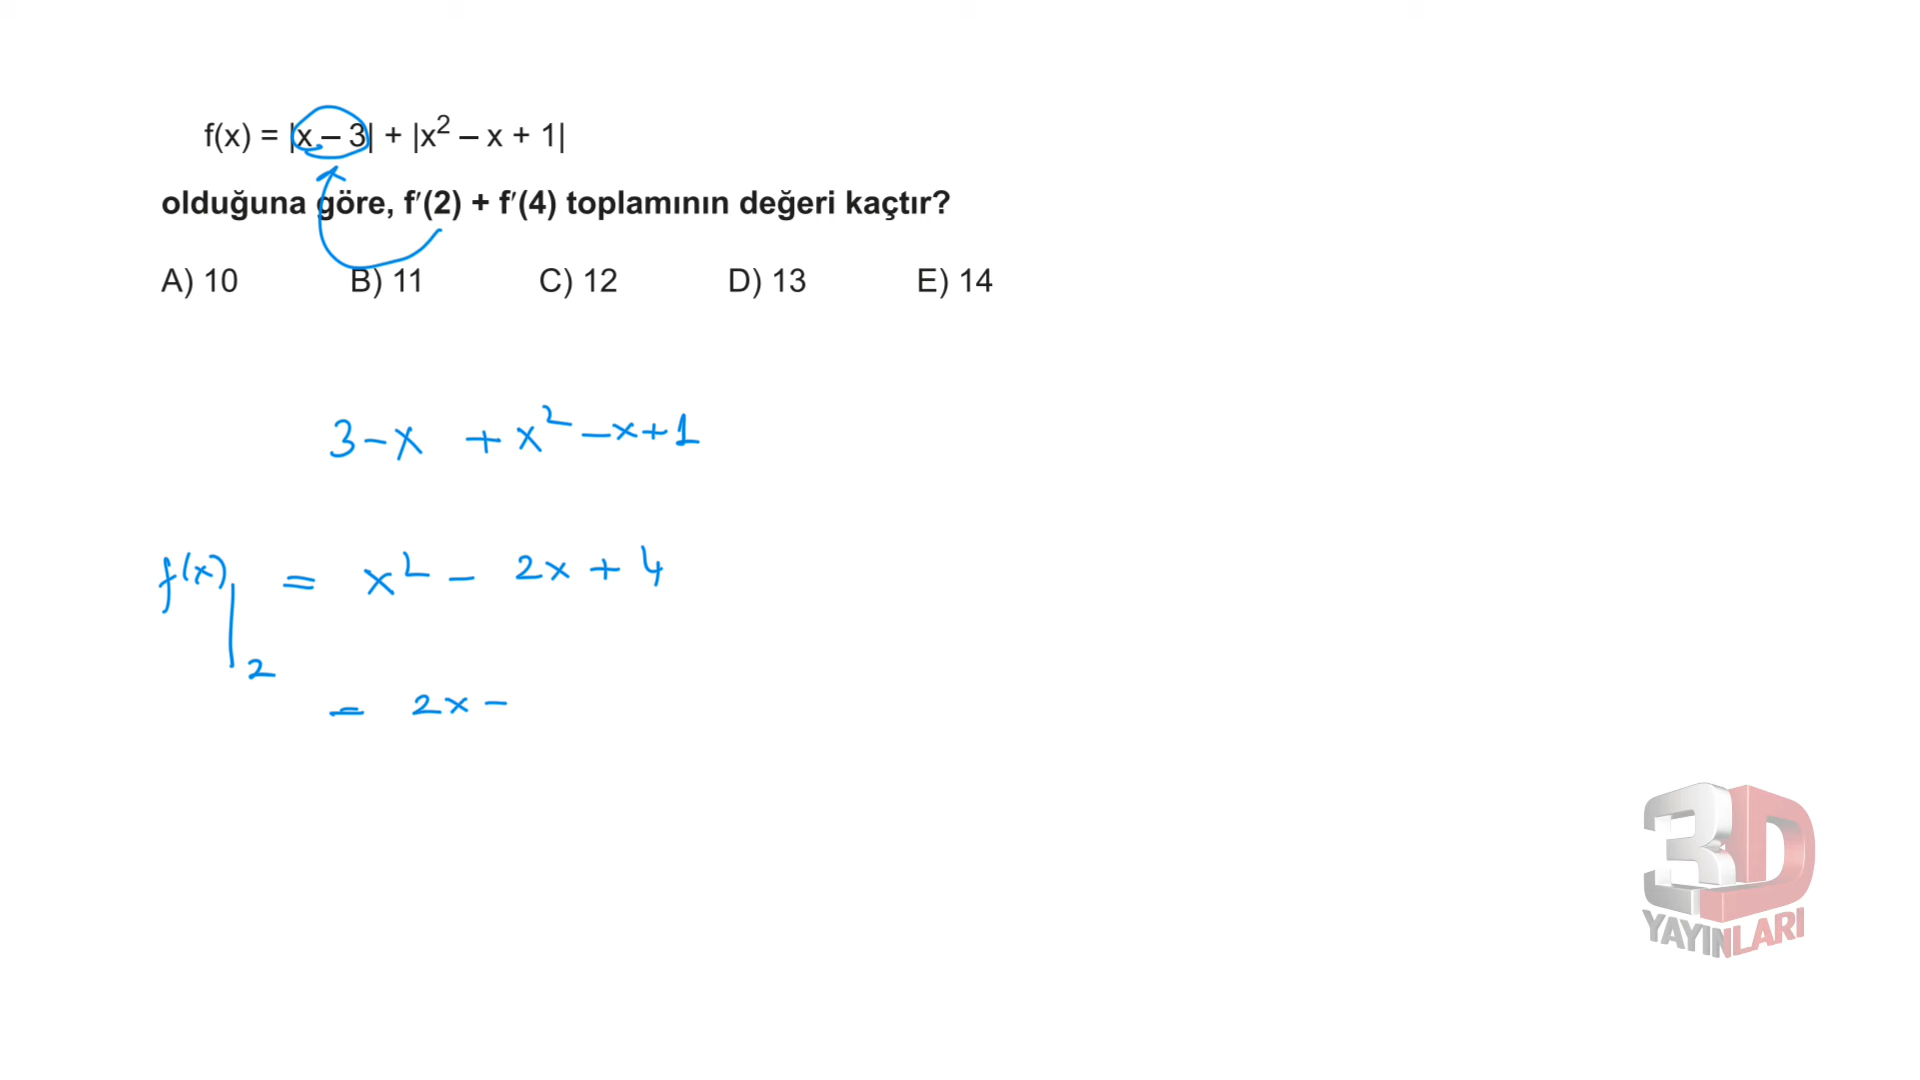 f(x) = |x – 3| + |x² – x + 1|
olduğuna göre, f′(2) + f′(4) toplamının değeri kaçtır?
A) 10 B) 11 C) 12 D) 13 E) 14
3 – x + x² – x + 1
f(x)|₂ = x² – 2x + 4
= 2x –
3D
YAYINLARI